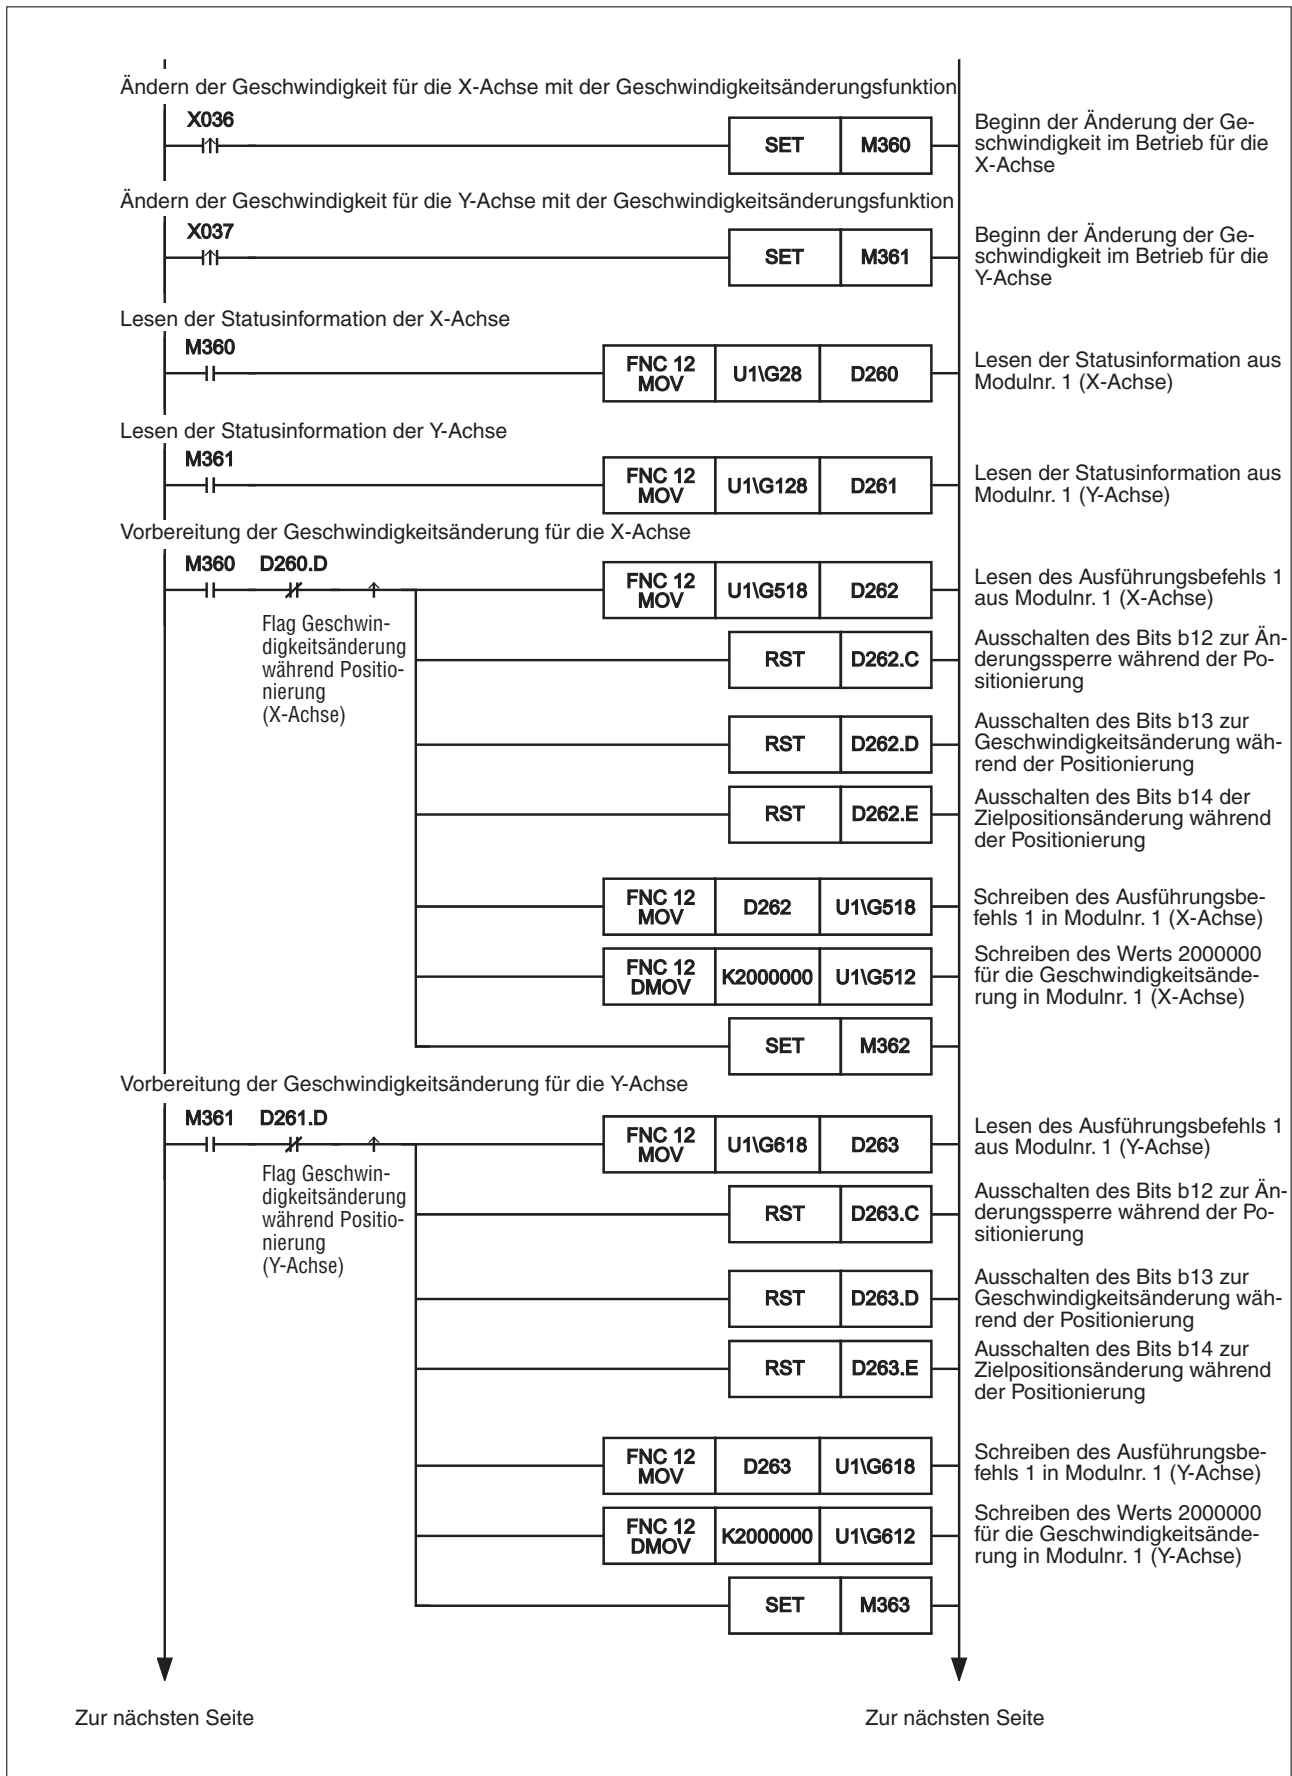 Ändern der Geschwindigkeit für die X-Achse mit der Geschwindigkeitsänderungsfunktion
X036
SET M360
Beginn der Änderung der Ge-
schwindigkeit im Betrieb für die
X-Achse
Ändern der Geschwindigkeit für die Y-Achse mit der Geschwindigkeitsänderungsfunktion
X037
SET M361
Beginn der Änderung der Ge-
schwindigkeit im Betrieb für die
Y-Achse
Lesen der Statusinformation der X-Achse
M360
FNC 12
MOV
U1\G28 D260
Lesen der Statusinformation aus
Modulnr. 1 (X-Achse)
Lesen der Statusinformation der Y-Achse
M361
FNC 12
MOV
U1\G128 D261
Lesen der Statusinformation aus
Modulnr. 1 (Y-Achse)
Vorbereitung der Geschwindigkeitsänderung für die X-Achse
M360 D260.D
Flag Geschwin-
digkeitsänderung
während Positio-
nierung
(X-Achse)
FNC 12
MOV
U1\G518 D262
Lesen des Ausführungsbefehls 1
aus Modulnr. 1 (X-Achse)
RST D262.C
Ausschalten des Bits b12 zur Än-
derungssperre während der Po-
sitionierung
RST D262.D
Ausschalten des Bits b13 zur
Geschwindigkeitsänderung wäh-
rend der Positionierung
RST D262.E
Ausschalten des Bits b14 der
Zielpositionsänderung während
der Positionierung
FNC 12
MOV
D262 U1\G518
Schreiben des Ausführungsbe-
fehls 1 in Modulnr. 1 (X-Achse)
FNC 12
DMOV
K2000000 U1\G512
Schreiben des Werts 2000000
für die Geschwindigkeitsände-
rung in Modulnr. 1 (X-Achse)
SET M362
Vorbereitung der Geschwindigkeitsänderung für die Y-Achse
M361 D261.D
Flag Geschwin-
digkeitsänderung
während Positio-
nierung
(Y-Achse)
FNC 12
MOV
U1\G618 D263
Lesen des Ausführungsbefehls 1
aus Modulnr. 1 (Y-Achse)
RST D263.C
Ausschalten des Bits b12 zur Än-
derungssperre während der Po-
sitionierung
RST D263.D
Ausschalten des Bits b13 zur
Geschwindigkeitsänderung wäh-
rend der Positionierung
RST D263.E
Ausschalten des Bits b14 zur
Zielpositionsänderung während
der Positionierung
FNC 12
MOV
D263 U1\G618
Schreiben des Ausführungsbe-
fehls 1 in Modulnr. 1 (Y-Achse)
FNC 12
DMOV
K2000000 U1\G612
Schreiben des Werts 2000000
für die Geschwindigkeitsände-
rung in Modulnr. 1 (Y-Achse)
SET M363
Zur nächsten Seite Zur nächsten Seite